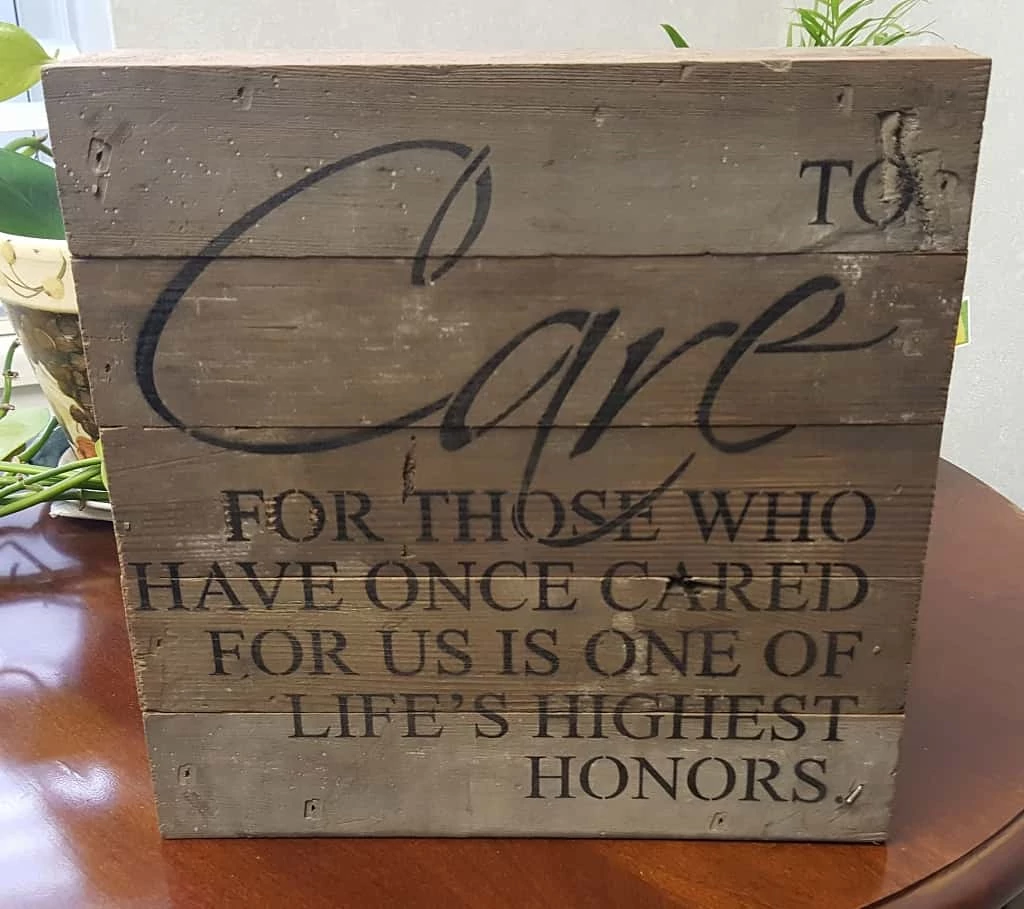 TO
Care
FOR THOSE WHO
HAVE ONCE CARED
FOR US IS ONE OF
LIFE'S HIGHEST
HONORS.